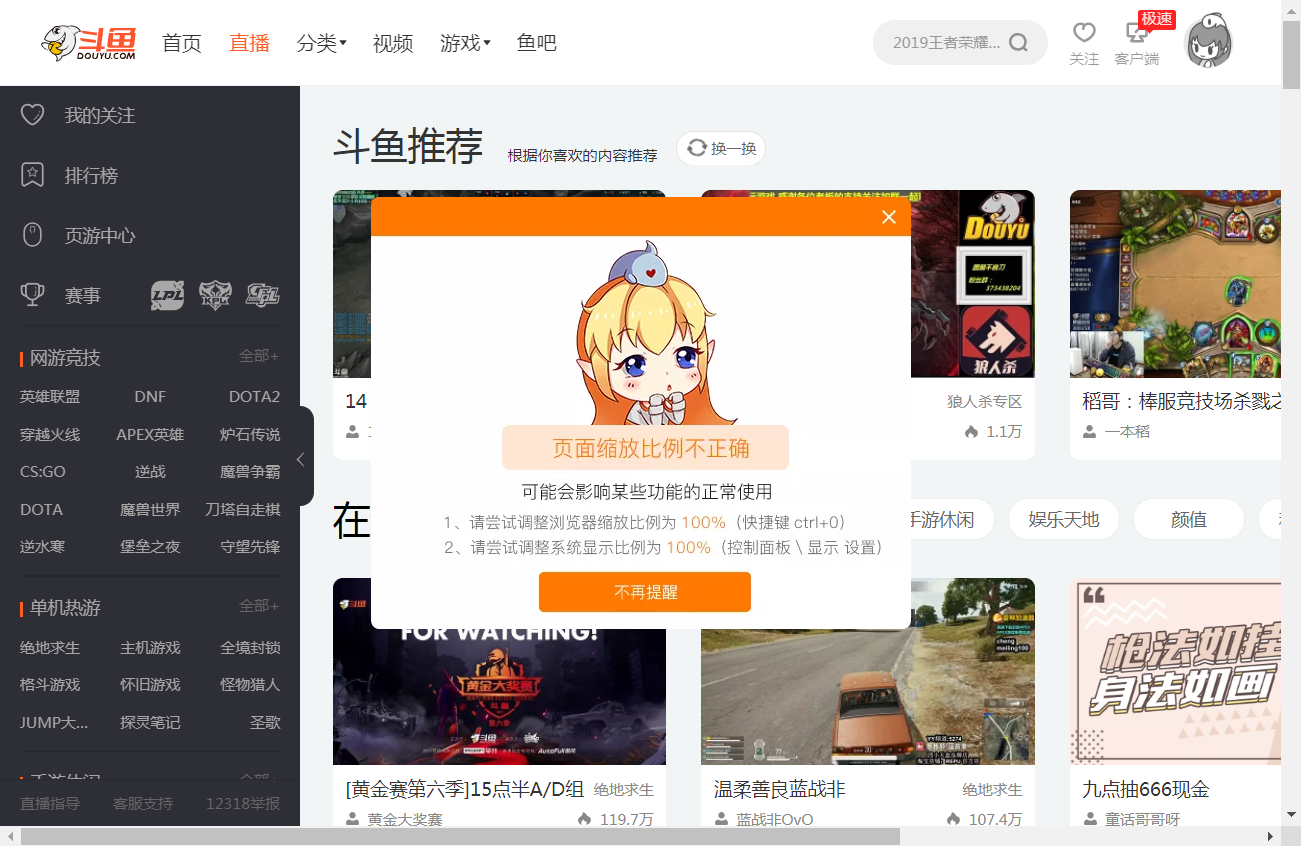 斗鱼
DOUYU.COM
首页
直播
分类
视频
游戏
鱼吧
2019王者荣耀...
关注
极速
客户端
我的关注
排行榜
页游中心
赛事
LPL
网游竞技
全部+
英雄联盟
DNF
DOTA2
穿越火线
APEX英雄
炉石传说
CS:GO
逆战
魔兽争霸
DOTA
魔兽世界
刀塔自走棋
逆水寒
堡垒之夜
守望先锋
单机热游
全部+
绝地求生
主机游戏
全境封锁
格斗游戏
怀旧游戏
怪物猎人
JUMP大...
探灵笔记
圣歌
直播指导
客服支持
12318举报
斗鱼推荐
根据你喜欢的内容推荐
换一换
DOUYU
373438204
狼人杀
14
狼人杀专区
1.1万
稻哥：棒服竞技场杀戮之
一本稻
页面缩放比例不正确
可能会影响某些功能的正常使用
1、请尝试调整浏览器缩放比例为 100%（快捷键 ctrl+0）
2、请尝试调整系统显示比例为 100%（控制面板 \ 显示 设置）
不再提醒
在
手游休闲
娱乐天地
颜值
斗鱼
FOR WATCHING!
黄金大奖赛
[黄金赛第六季]15点半A/D组
绝地求生
黄金大奖赛
119.7万
温柔善良蓝战非
绝地求生
蓝战非OvO
107.4万
枪法如挂
身法如画
九点抽666现金
童话哥哥呀